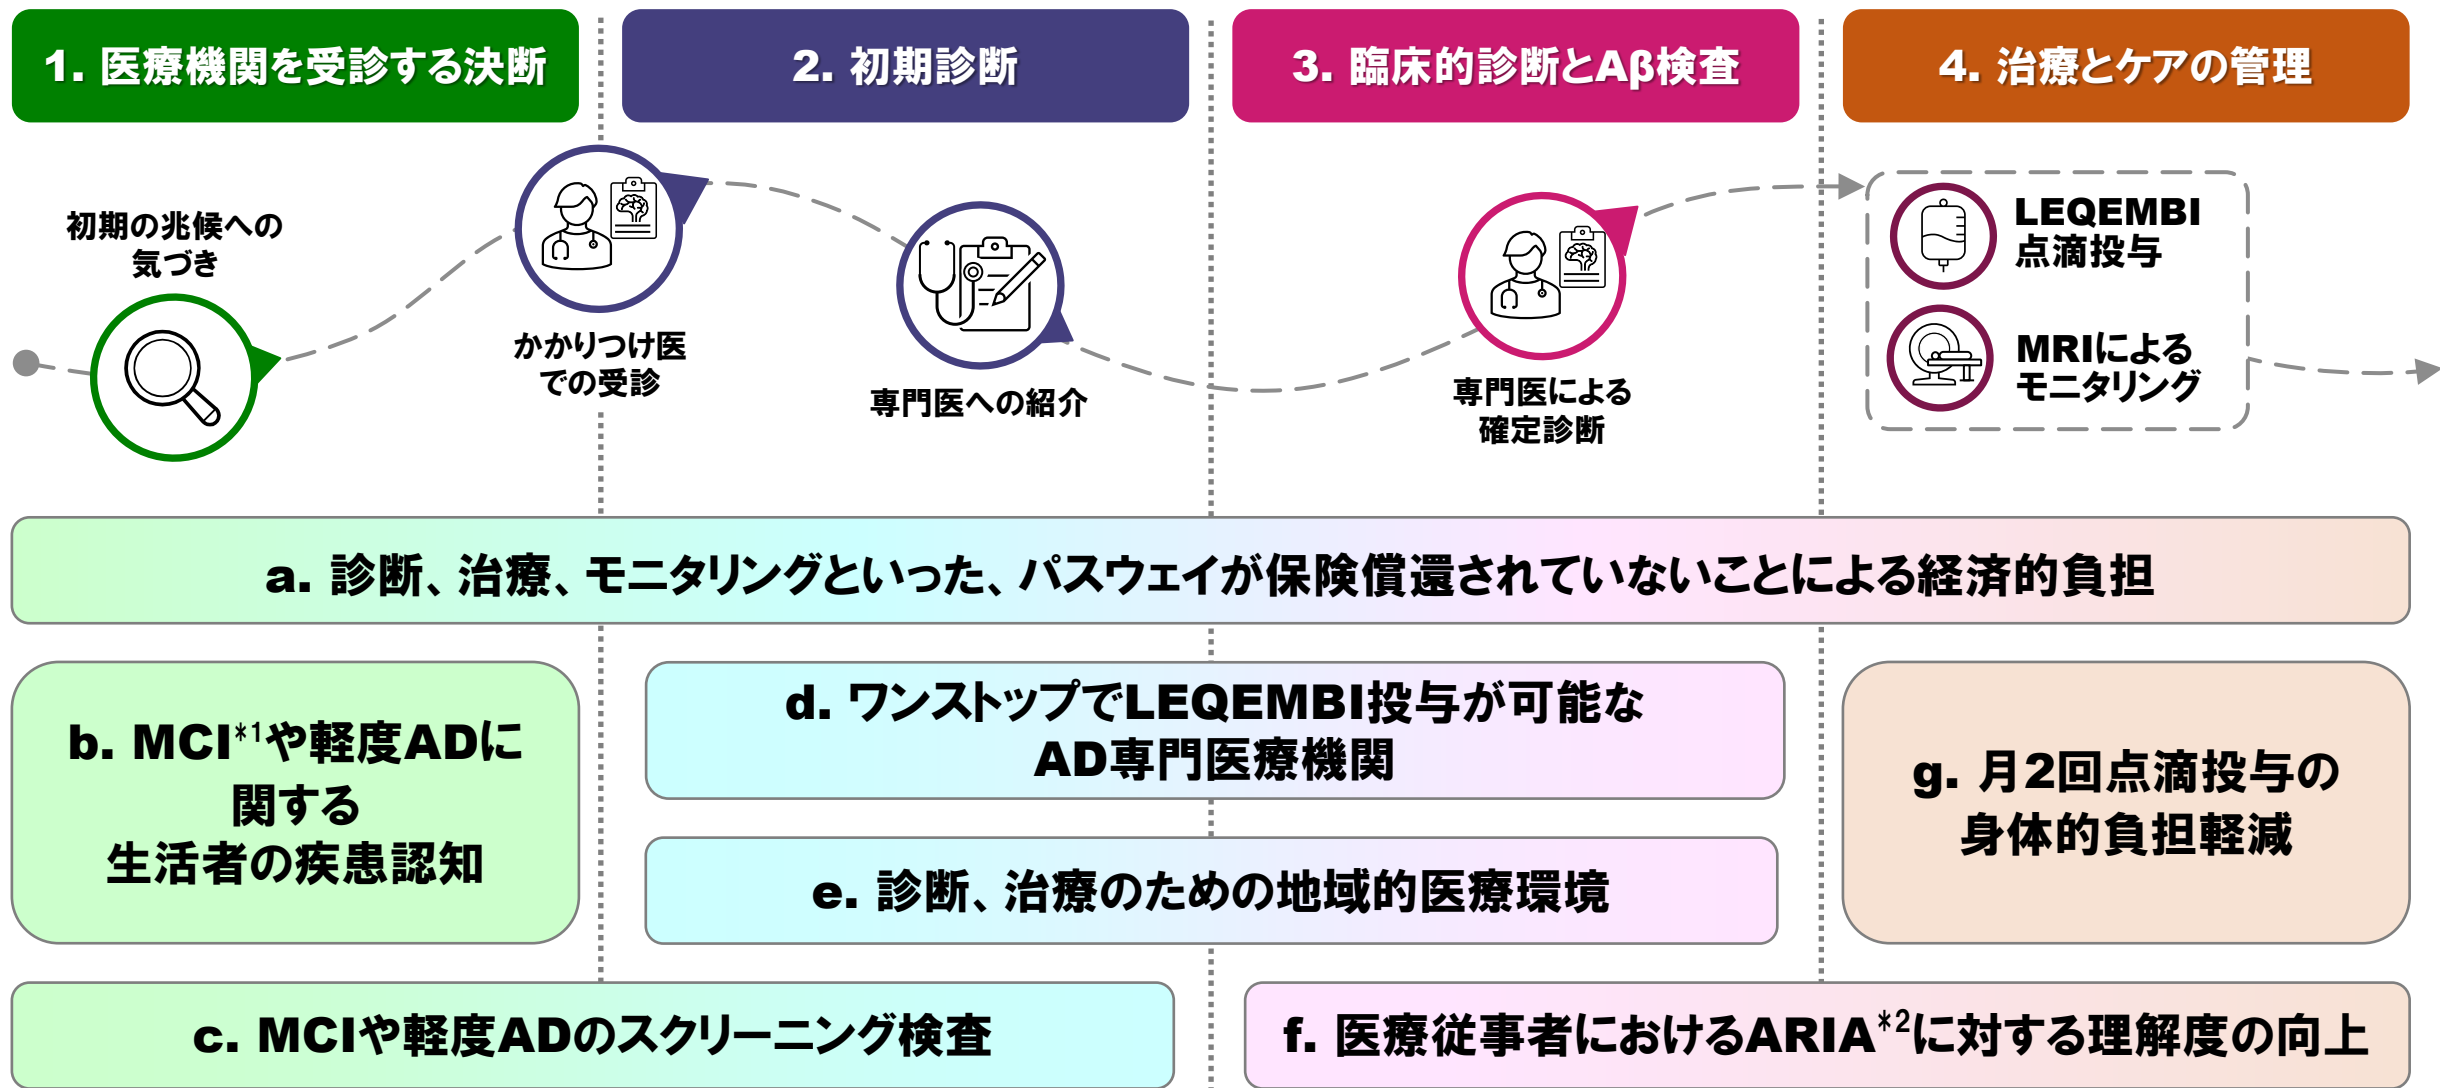 1. 医療機関を受診する決断
2. 初期診断
3. 臨床的診断とAβ検査
4. 治療とケアの管理
初期の兆候への
気づき
かかりつけ医
での受診
専門医への紹介
専門医による
確定診断
LEQEMBI
点滴投与
MRIによる
モニタリング
a. 診断、治療、モニタリングといった、パスウェイが保険償還されていないことによる経済的負担
b. MCI*1や軽度ADに
関する
生活者の疾患認知
d. ワンストップでLEQEMBI投与が可能な
AD専門医療機関
e. 診断、治療のための地域的医療環境
g. 月2回点滴投与の
身体的負担軽減
c. MCIや軽度ADのスクリーニング検査
f. 医療従事者におけるARIA*2に対する理解度の向上